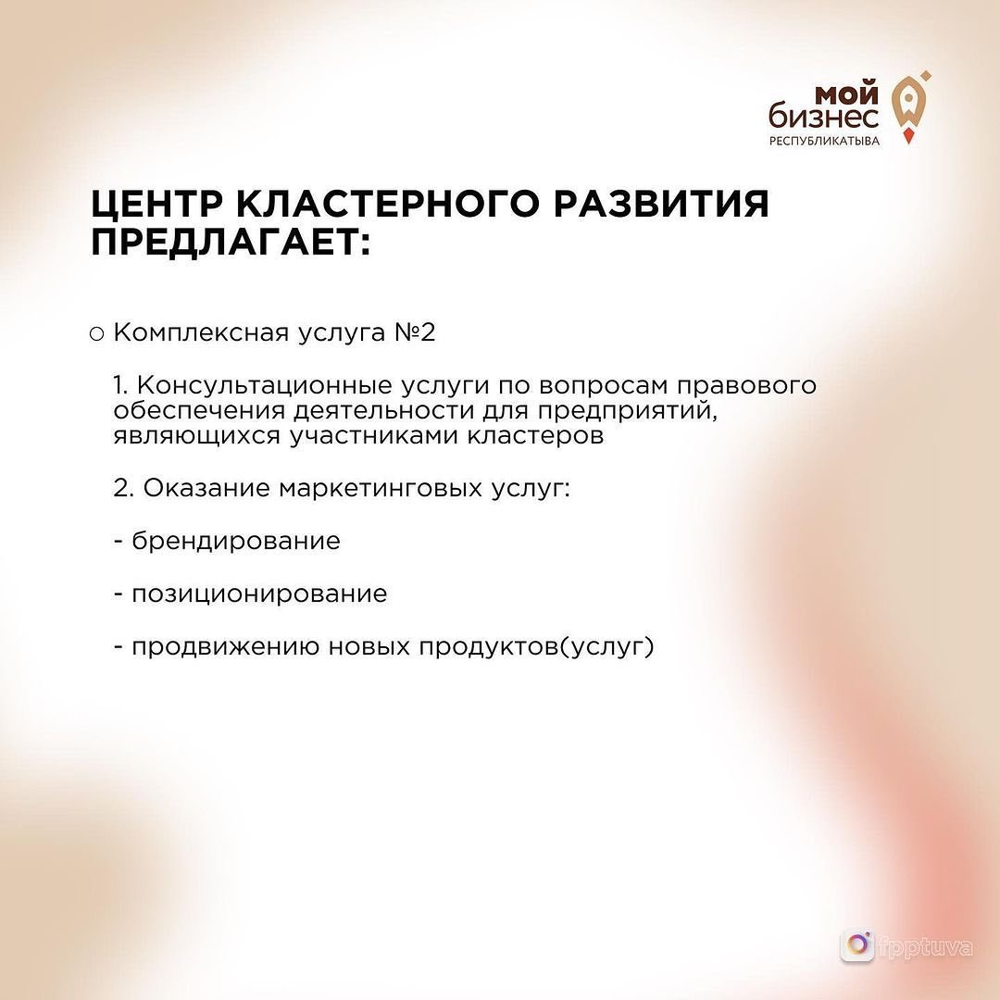 мой
бизнес
РЕСПУБЛИКАТЫВА
ЦЕНТР КЛАСТЕРНОГО РАЗВИТИЯ
ПРЕДЛАГАЕТ:
Комплексная услуга №2
1. Консультационные услуги по вопросам правового
обеспечения деятельности для предприятий,
являющихся участниками кластеров
2. Оказание маркетинговых услуг:
- брендирование
- позиционирование
- продвижению новых продуктов(услуг)
fpptuva